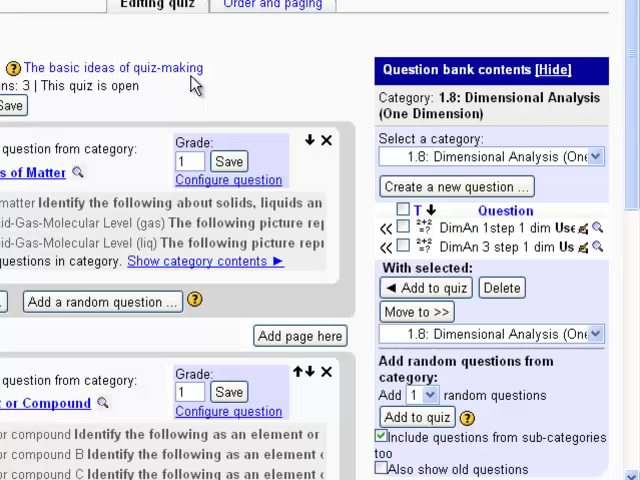 Editing quiz Order and paging
The basic ideas of quiz-making
ns: 3 | This quiz is open
Save
question from category:
s of Matter
Grade:
1 Save
Configure question
matter Identify the following about solids, liquids an
id-Gas-Molecular Level (gas) The following picture rep
id-Gas-Molecular Level (liq) The following picture repr
questions in category. Show category contents ►
Add a random question ...
Add page here
question from category:
t or Compound
Grade:
1 Save
Configure question
or compound Identify the following as an element or
or compound B Identify the following as an element c
or compound C Identify the following as an element c
Question bank contents [Hide]
Category: 1.8: Dimensional Analysis
(One Dimension)
Select a category:
1.8: Dimensional Analysis (One
Create a new question ...
T Question
DimAn 1step 1 dim Use
DimAn 3 step 1 dim Us
With selected:
◄ Add to quiz Delete
Move to >>
1.8: Dimensional Analysis (One
Add random questions from
category:
Add 1 random questions
Add to quiz
Include questions from sub-categories
too
Also show old questions